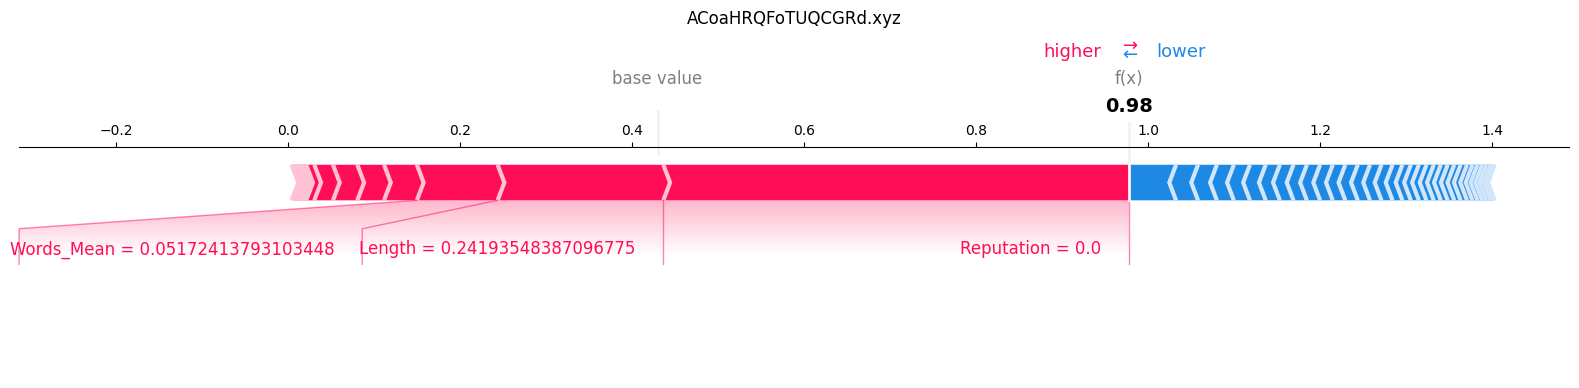 ACoaHRQFoTUQCGRd.xyz
higher ⇄ lower
base value f(x)
0.98
−0.2 0.0 0.2 0.4 0.6 0.8 1.0 1.2 1.4
Words_Mean = 0.05172413793103448 Length = 0.24193548387096775 Reputation = 0.0